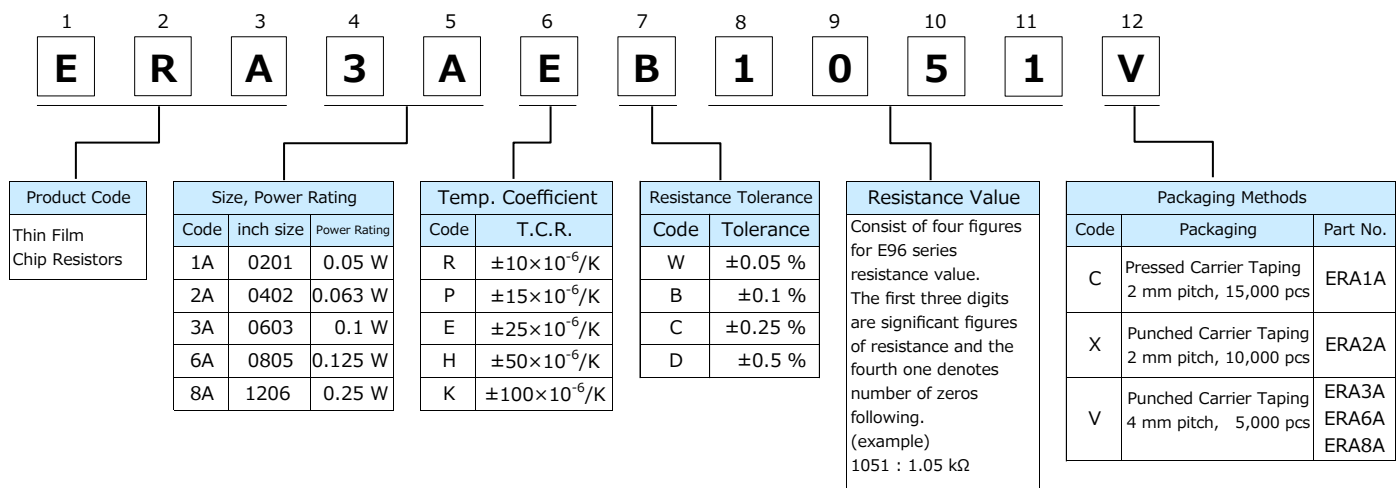 1 2 3 4 5 6 7 8 9 10 11 12
E R A 3 A E B 1 0 5 1 V
Product Code
Thin Film
Chip Resistors
Size, Power Rating
Code inch size Power Rating
1A 0201 0.05 W
2A 0402 0.063 W
3A 0603 0.1 W
6A 0805 0.125 W
8A 1206 0.25 W
Temp. Coefficient
Code T.C.R.
R ±10×10⁻⁶/K
P ±15×10⁻⁶/K
E ±25×10⁻⁶/K
H ±50×10⁻⁶/K
K ±100×10⁻⁶/K
Resistance Tolerance
Code Tolerance
W ±0.05 %
B ±0.1 %
C ±0.25 %
D ±0.5 %
Resistance Value
Consist of four figures
for E96 series
resistance value.
The first three digits
are significant figures
of resistance and the
fourth one denotes
number of zeros
following.
(example)
1051 : 1.05 kΩ
Packaging Methods
Code Packaging Part No.
C Pressed Carrier Taping
2 mm pitch, 15,000 pcs ERA1A
X Punched Carrier Taping
2 mm pitch, 10,000 pcs ERA2A
V Punched Carrier Taping
4 mm pitch, 5,000 pcs
ERA3A
ERA6A
ERA8A